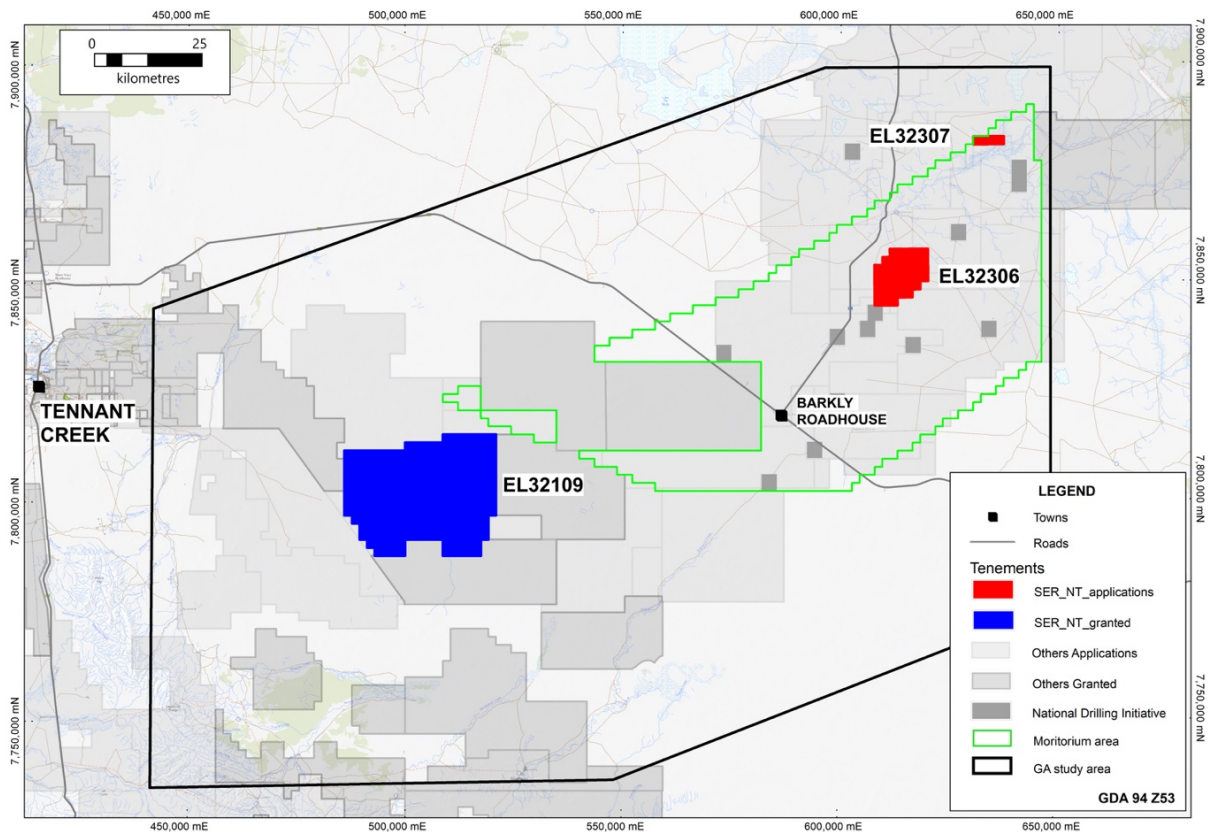 450,000 mE
500,000 mE
550,000 mE
600,000 mE
650,000 mE
0 25
kilometres
7,900,000 mN
7,900,000 mN
EL32307
EL32306
7,850,000 mN
7,850,000 mN
TENNANT
CREEK
BARKLY
ROADHOUSE
EL32109
7,800,000 mN
7,800,000 mN
LEGEND
Towns
Roads
Tenements
SER_NT_applications
SER_NT_granted
Others Applications
Others Granted
National Drilling Initiative
Moritorium area
GA study area
GDA 94 Z53
7,750,000 mN
7,750,000 mN
450,000 mE
500,000 mE
550,000 mE
600,000 mE
650,000 mE